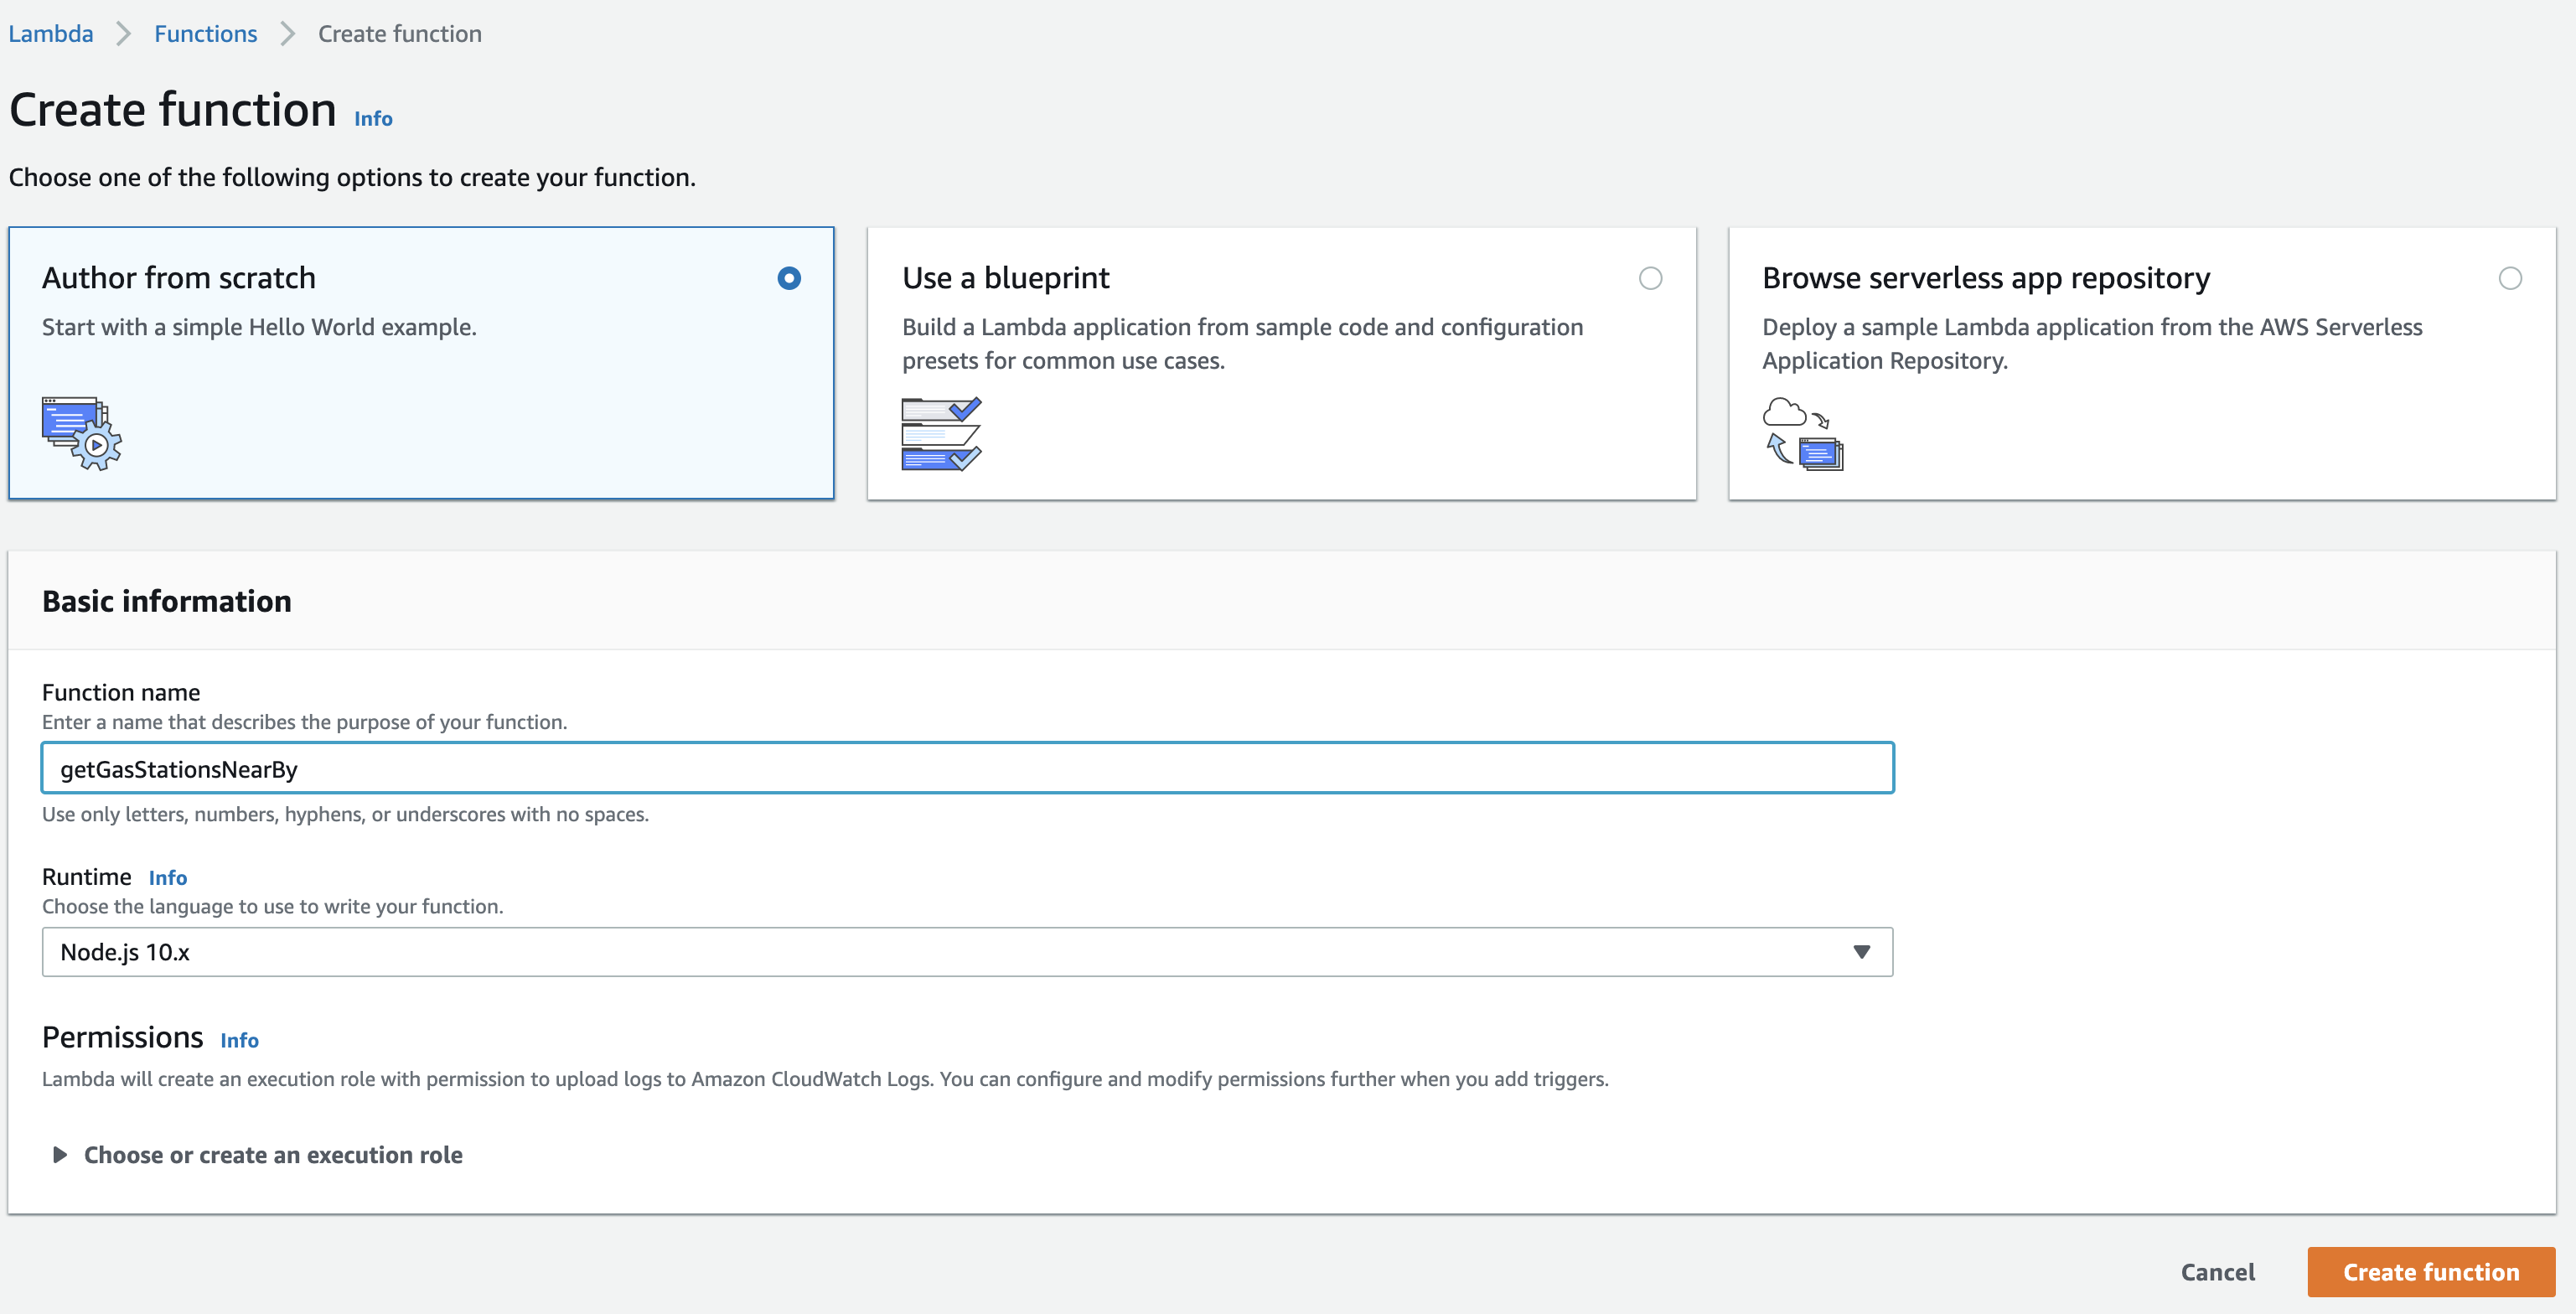 Lambda > Functions > Create function
Create function Info
Choose one of the following options to create your function.
Author from scratch
Start with a simple Hello World example.
Use a blueprint
Build a Lambda application from sample code and configuration
presets for common use cases.
Browse serverless app repository
Deploy a sample Lambda application from the AWS Serverless
Application Repository.
Basic information
Function name
Enter a name that describes the purpose of your function.
getGasStationsNearBy
Use only letters, numbers, hyphens, or underscores with no spaces.
Runtime Info
Choose the language to use to write your function.
Node.js 10.x
Permissions Info
Lambda will create an execution role with permission to upload logs to Amazon CloudWatch Logs. You can configure and modify permissions further when you add triggers.
Choose or create an execution role
Cancel
Create function